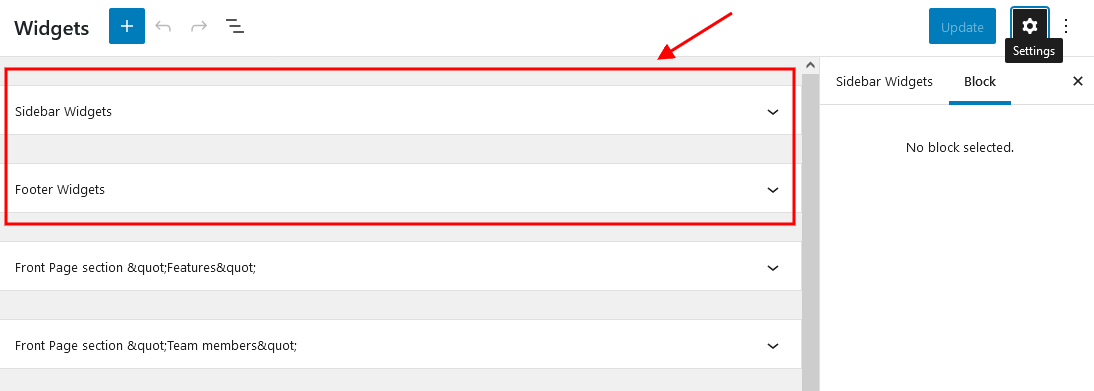 Widgets
Update
Settings
Sidebar Widgets
Block
Sidebar Widgets
No block selected.
Footer Widgets
Front Page section &quot;Features&quot;
Front Page section &quot;Team members&quot;